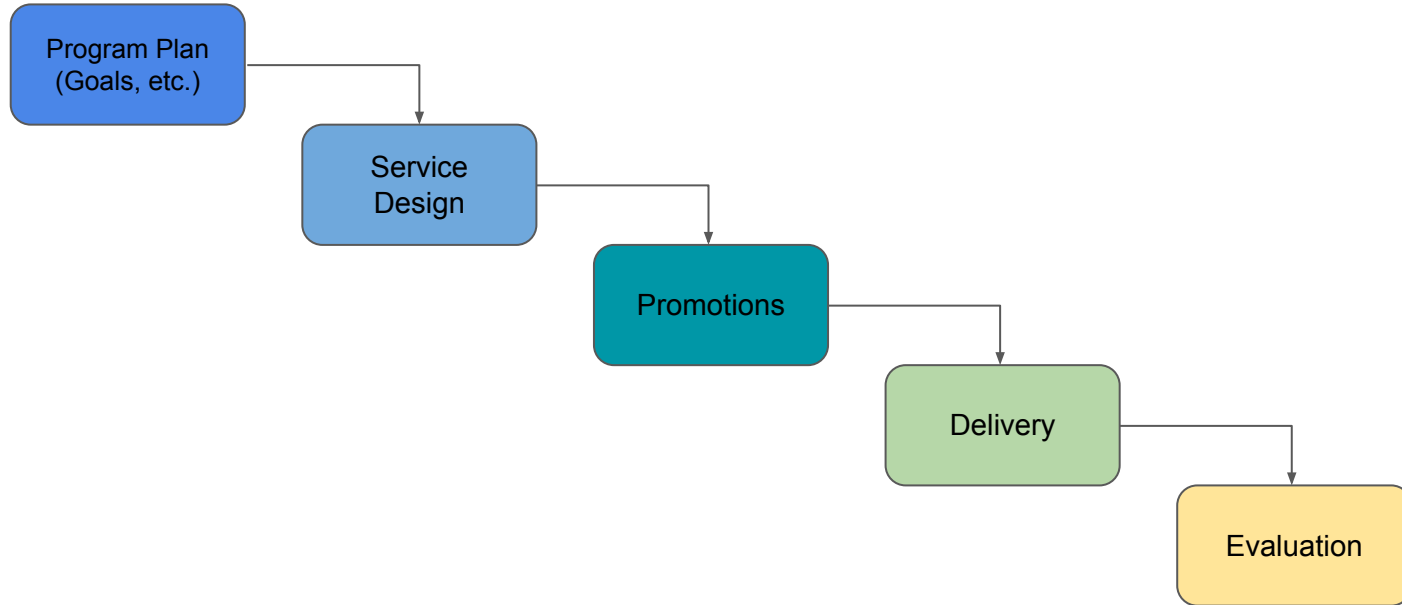 Program Plan
(Goals, etc.)
Service
Design
Promotions
Delivery
Evaluation